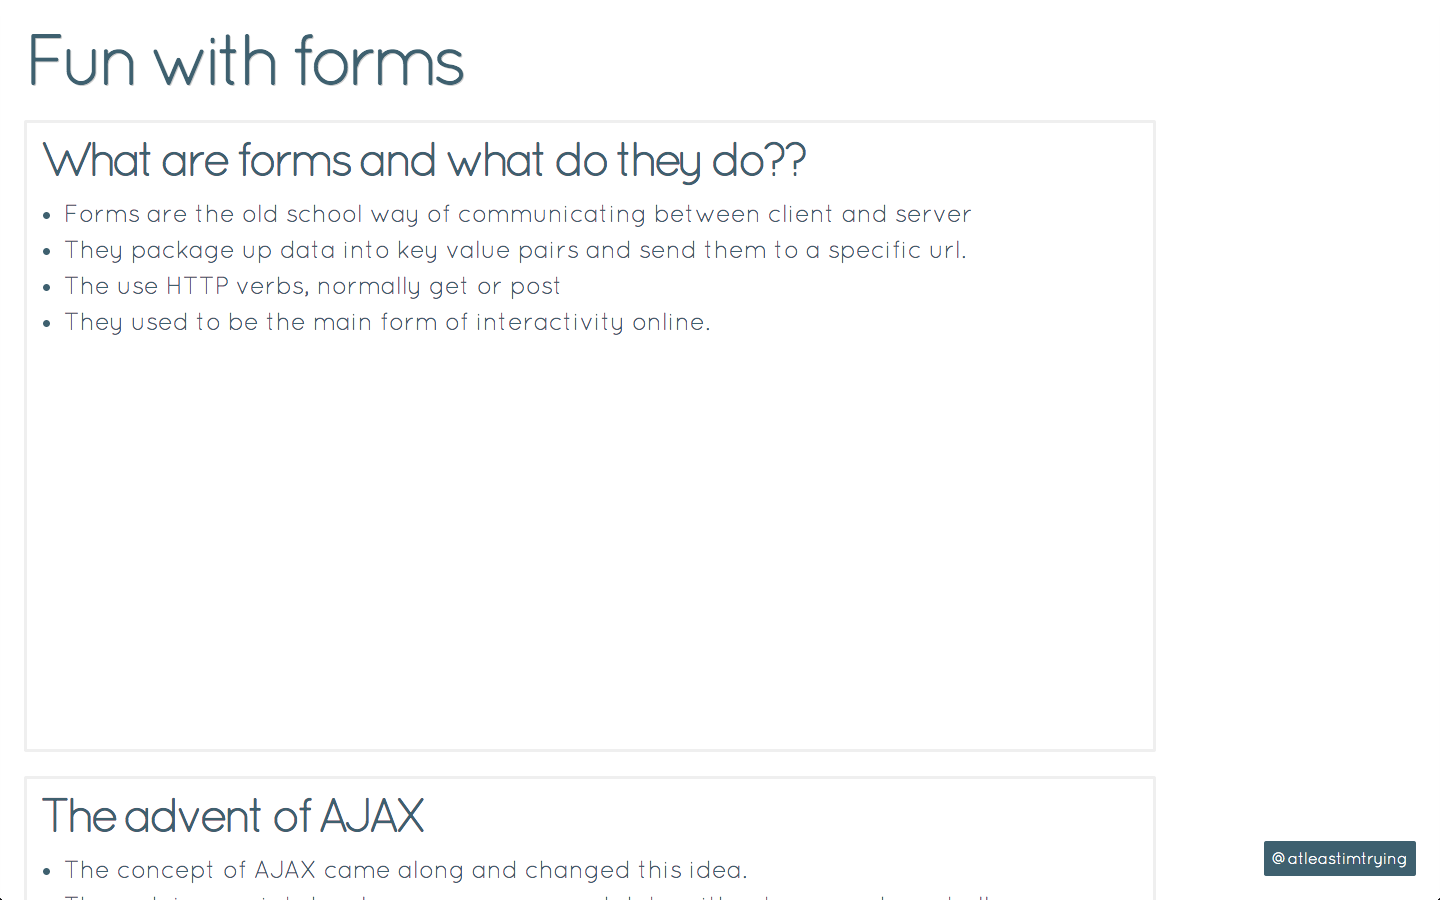 Fun with forms
What are forms and what do they do??
Forms are the old school way of communicating between client and server
They package up data into key value pairs and send them to a specific url.
The use HTTP verbs, normally get or post
They used to be the main form of interactivity online.
The advent of AJAX
The concept of AJAX came along and changed this idea.
@atleastimtrying